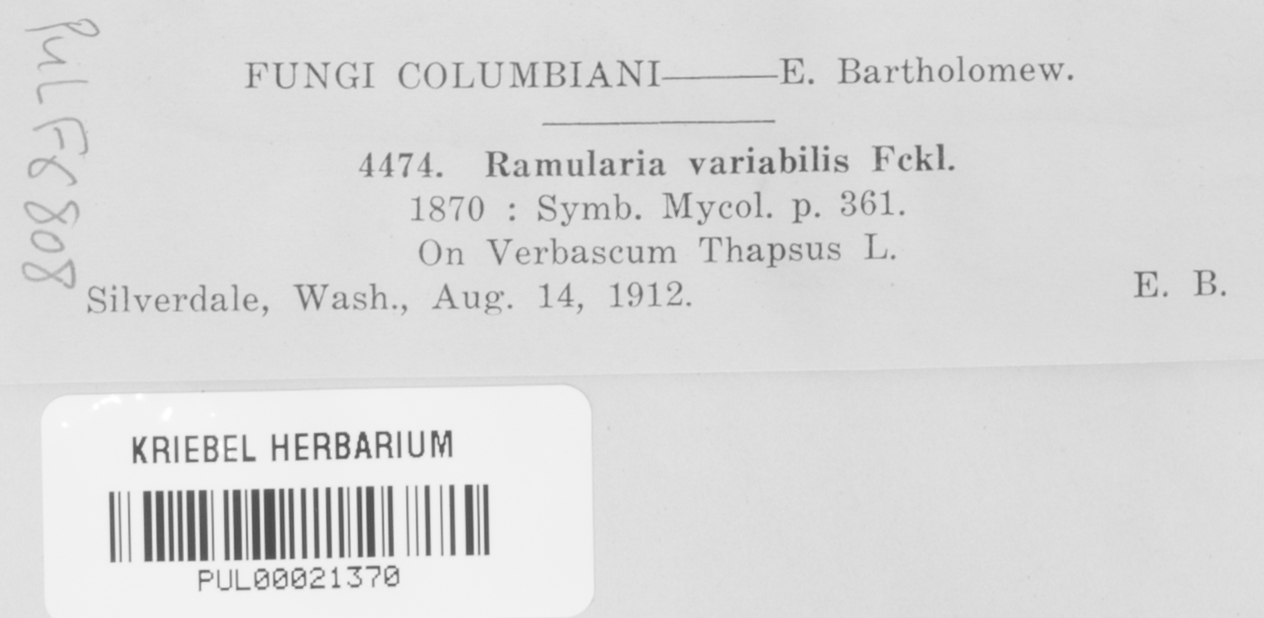 PUL F6808
FUNGI COLUMBIANI———E. Bartholomew.
4474. Ramularia variabilis Fckl.
1870 : Symb. Mycol. p. 361.
On Verbascum Thapsus L.
Silverdale, Wash., Aug. 14, 1912. E. B.
KRIEBEL HERBARIUM
PUL00021370